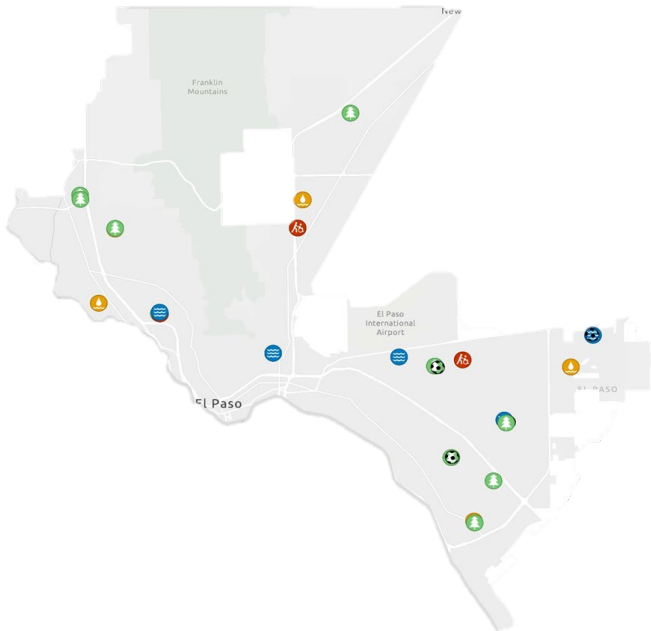 New
Franklin
Mountains
El Paso
International
Airport
EL PASO
El Paso